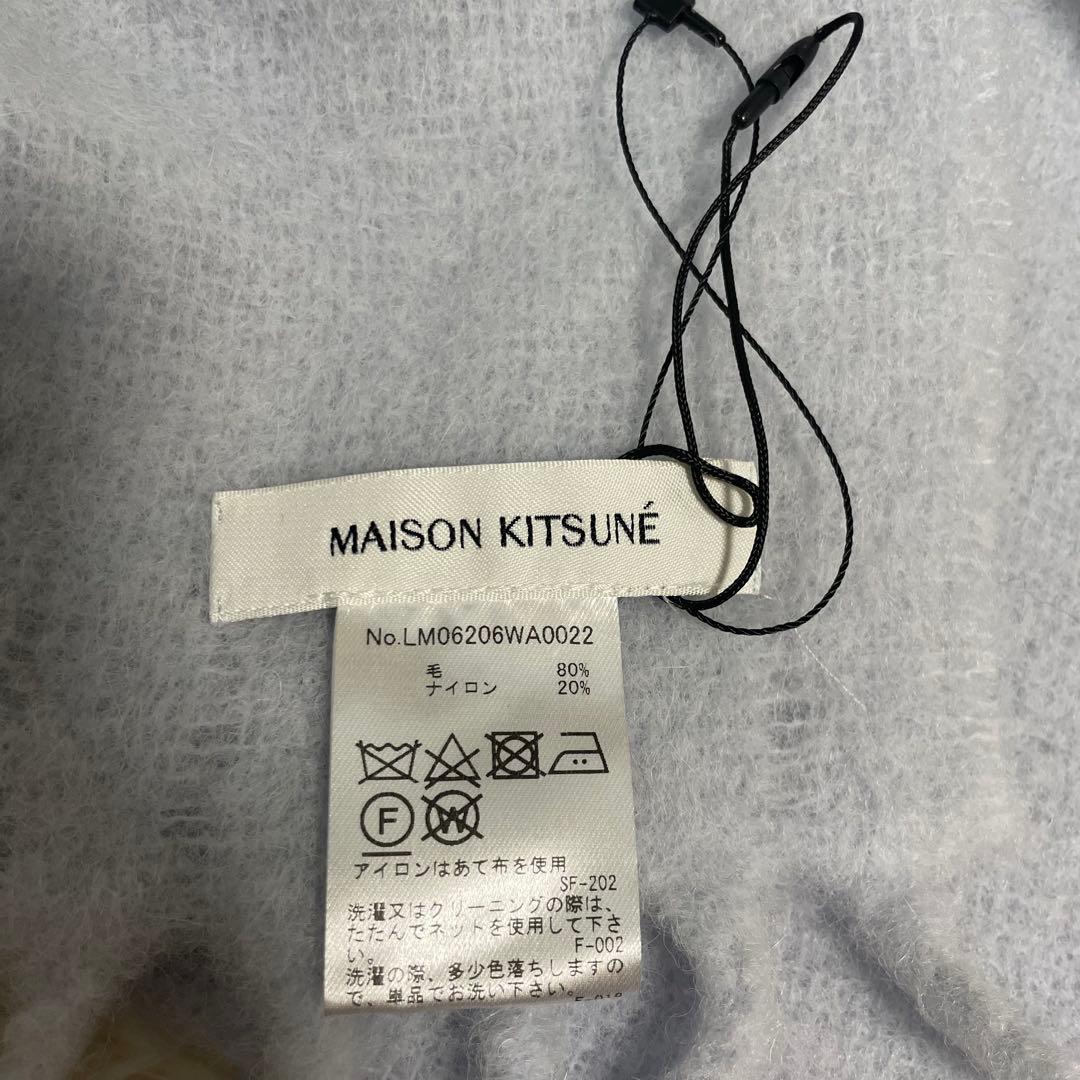 MAISON KITSUNÉ
No.LM06206WA0022
毛 80%
ナイロン 20%
F W
アイロンはあて布を使用
SF-202
洗濯又はクリーニングの際は、
たたんでネットを使用して下さ
い。
F-002
洗濯の際、多少色落ちしますの
で、単品でお洗い下さい。